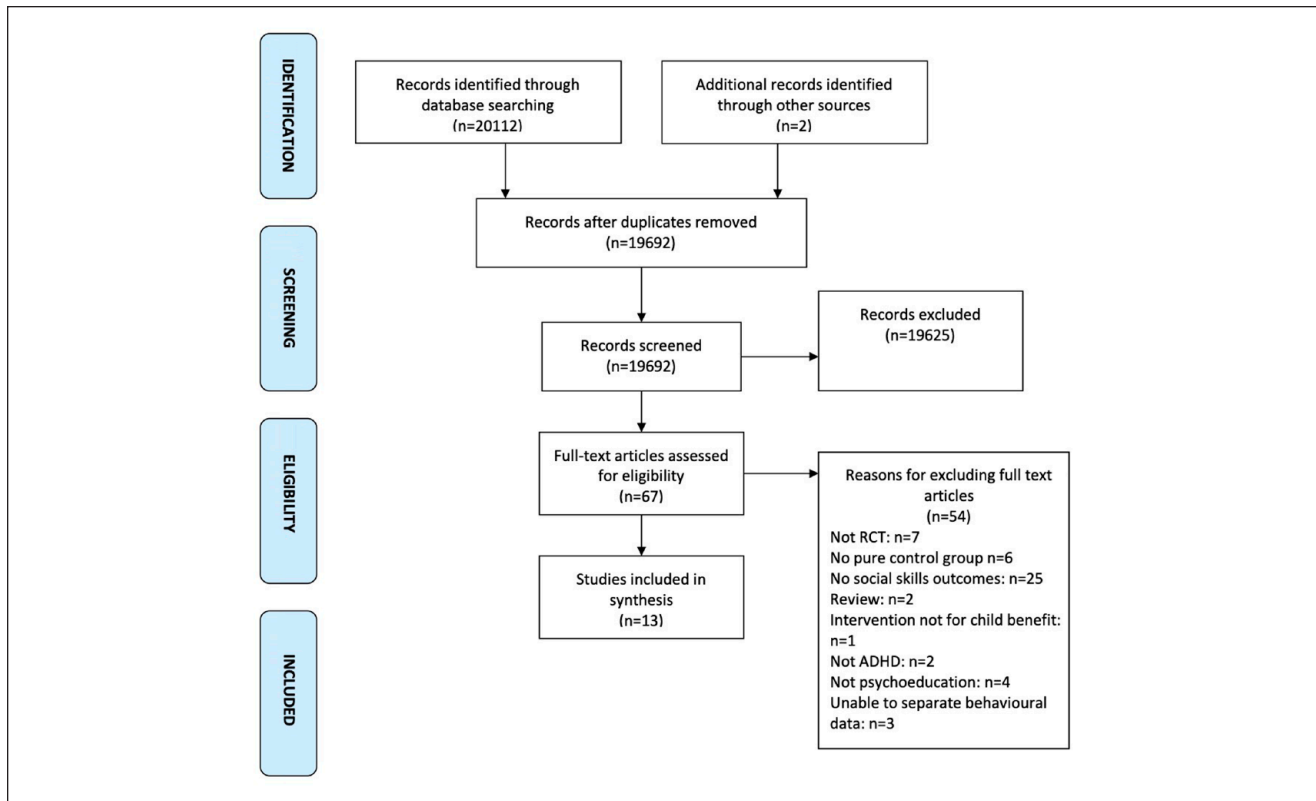 IDENTIFICATION
Records identified through
database searching
(n=20112)
Additional records identified
through other sources
(n=2)
Records after duplicates removed
(n=19692)
SCREENING
Records screened
(n=19692)
Records excluded
(n=19625)
ELIGIBILITY
Full-text articles assessed
for eligibility
(n=67)
Reasons for excluding full text
articles
(n=54)
Not RCT: n=7
No pure control group n=6
No social skills outcomes: n=25
Review: n=2
Intervention not for child benefit:
n=1
Not ADHD: n=2
Not psychoeducation: n=4
Unable to separate behavioural
data: n=3
Studies included in
synthesis
(n=13)
INCLUDED